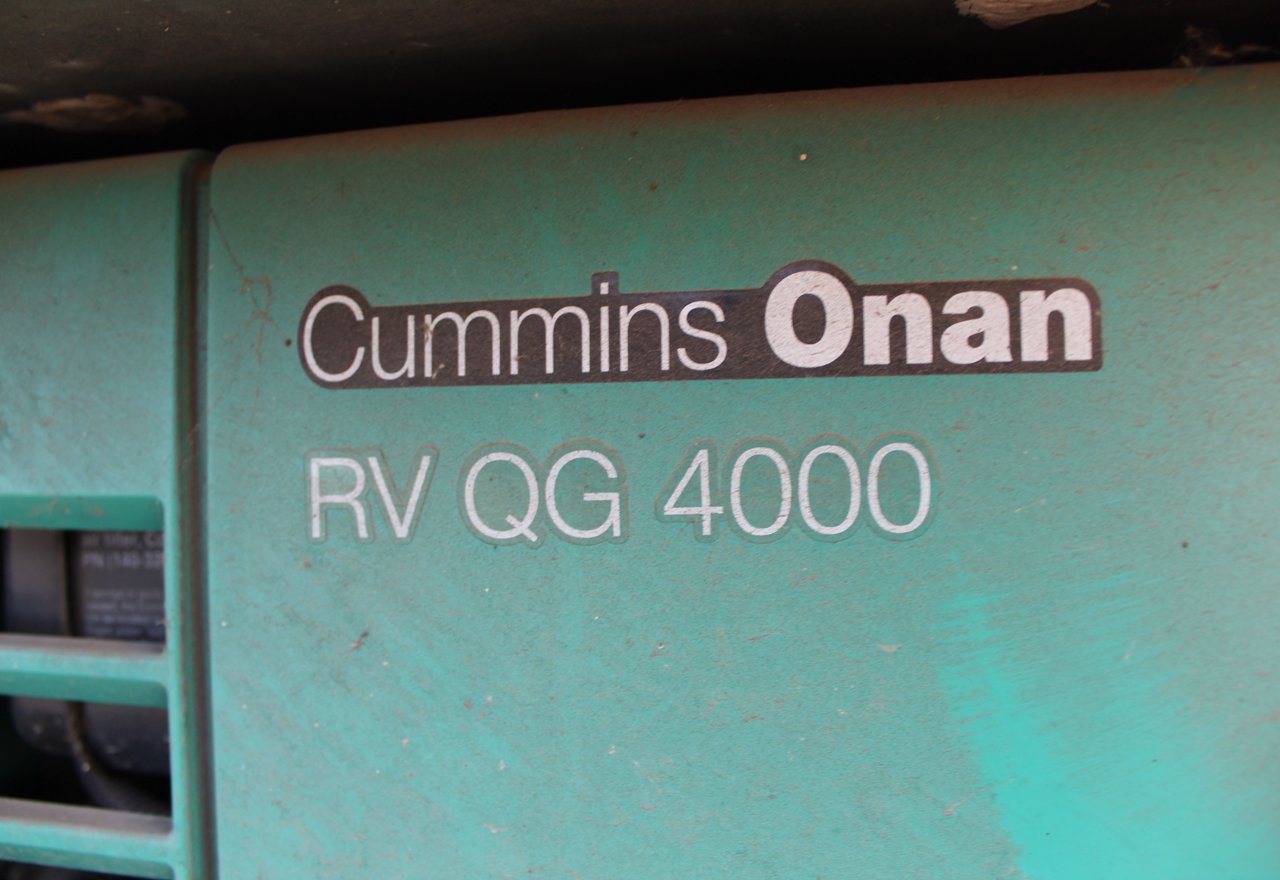 Cummins Onan
RV QG 4000